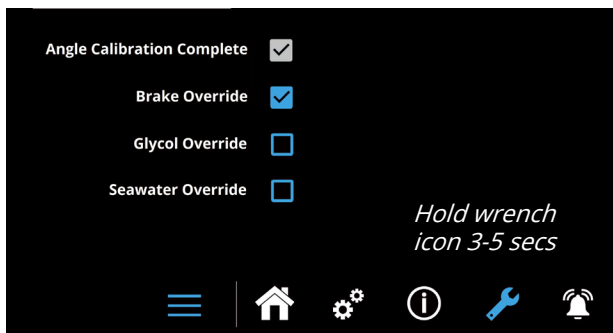 Angle Calibration Complete
Brake Override
Glycol Override
Seawater Override
Hold wrench
icon 3-5 secs